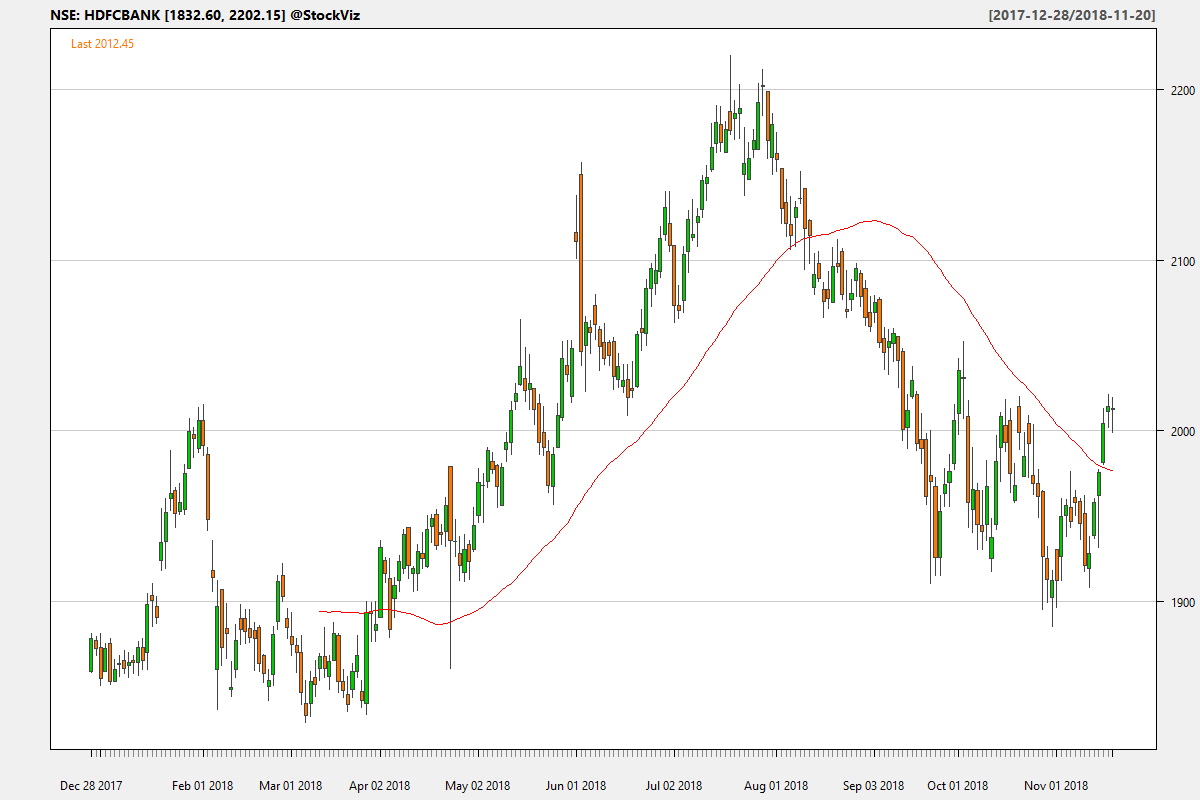 NSE: HDFCBANK [1832.60, 2202.15] @StockViz [2017-12-28/2018-11-20]
Last 2012.45
2200
2100
2000
1900
Dec 28 2017 Feb 01 2018 Mar 01 2018 Apr 02 2018 May 02 2018 Jun 01 2018 Jul 02 2018 Aug 01 2018 Sep 03 2018 Oct 01 2018 Nov 01 2018